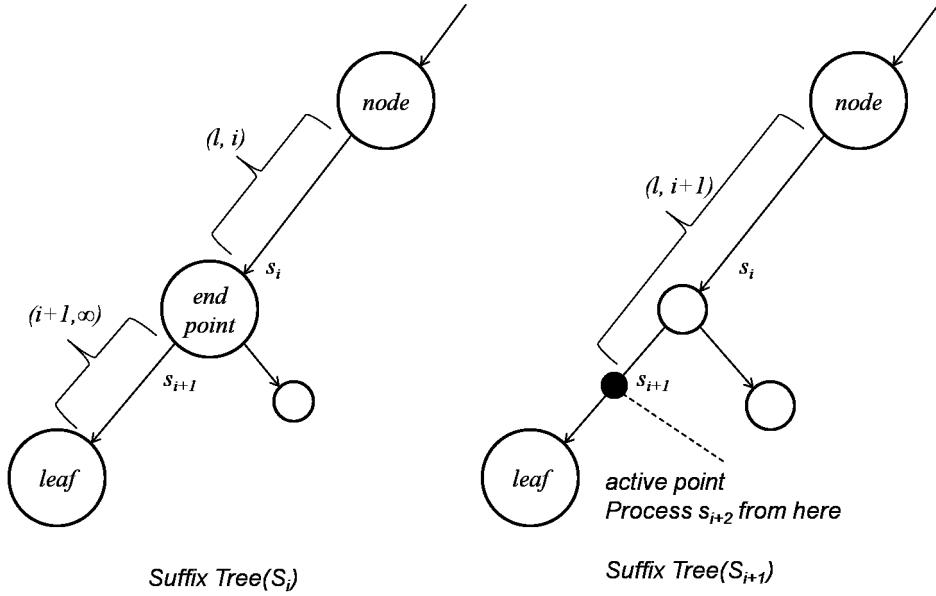 node
(l, i)
s_i
end
point
(i+1,∞)
s_{i+1}
leaf
Suffix Tree(S_i)
node
(l, i+1)
s_i
s_{i+1}
leaf
active point
Process s_{i+2} from here
Suffix Tree(S_{i+1})